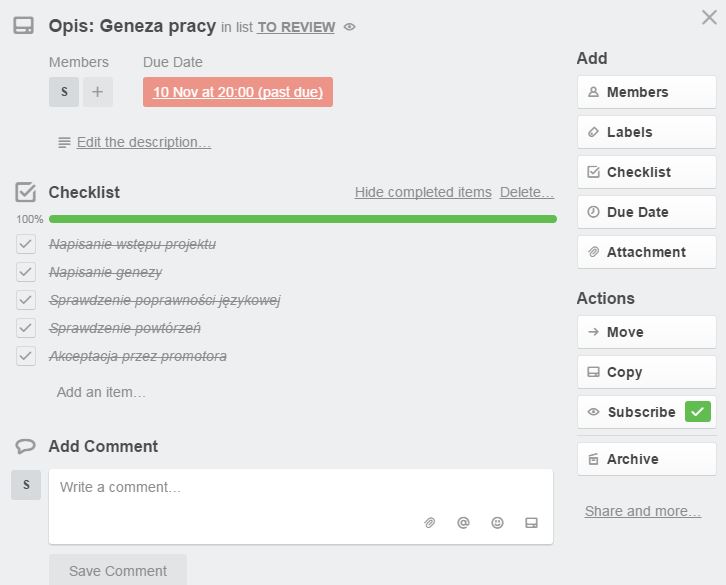 Opis: Geneza pracy in list TO REVIEW
Members
Due Date
S
10 Nov at 20:00 (past due)
Edit the description…
Checklist
Hide completed items Delete…
100%
Napisanie wstępu projektu
Napisanie genezy
Sprawdzenie poprawności językowej
Sprawdzenie powtórzeń
Akceptacja przez promotora
Add an item…
Add Comment
S
Write a comment…
Save Comment
Add
Members
Labels
Checklist
Due Date
Attachment
Actions
Move
Copy
Subscribe
Archive
Share and more…